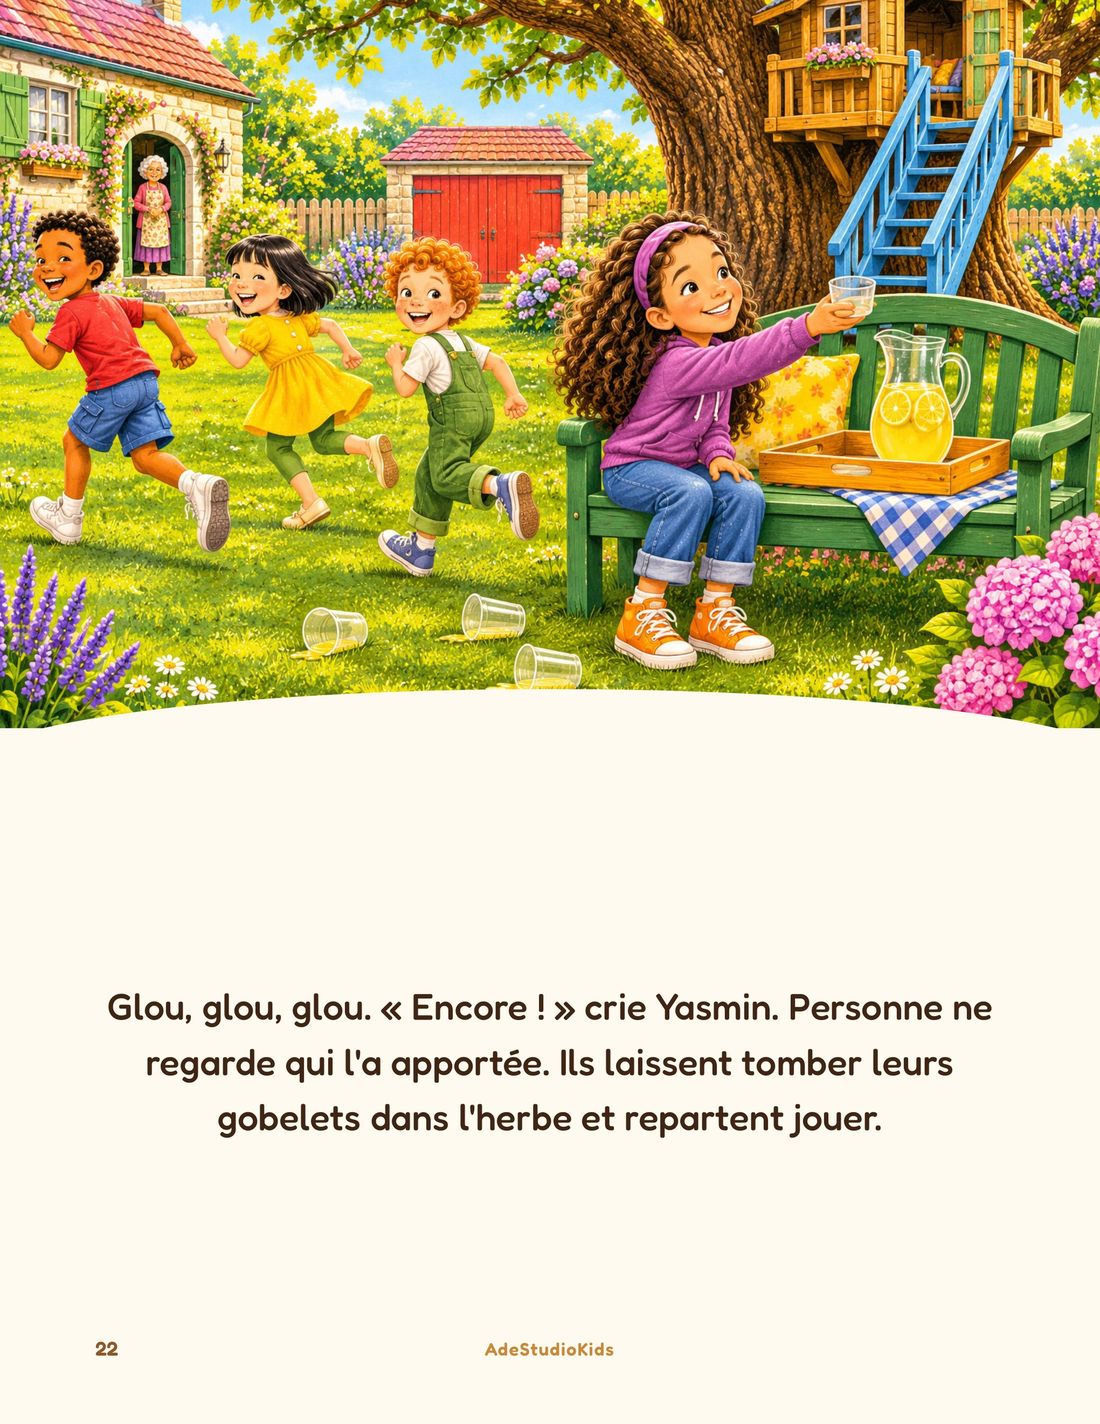 Glou, glou, glou. « Encore ! » crie Yasmin. Personne ne
regarde qui l'a apportée. Ils laissent tomber leurs
gobelets dans l'herbe et repartent jouer.
22
AdeStudioKids